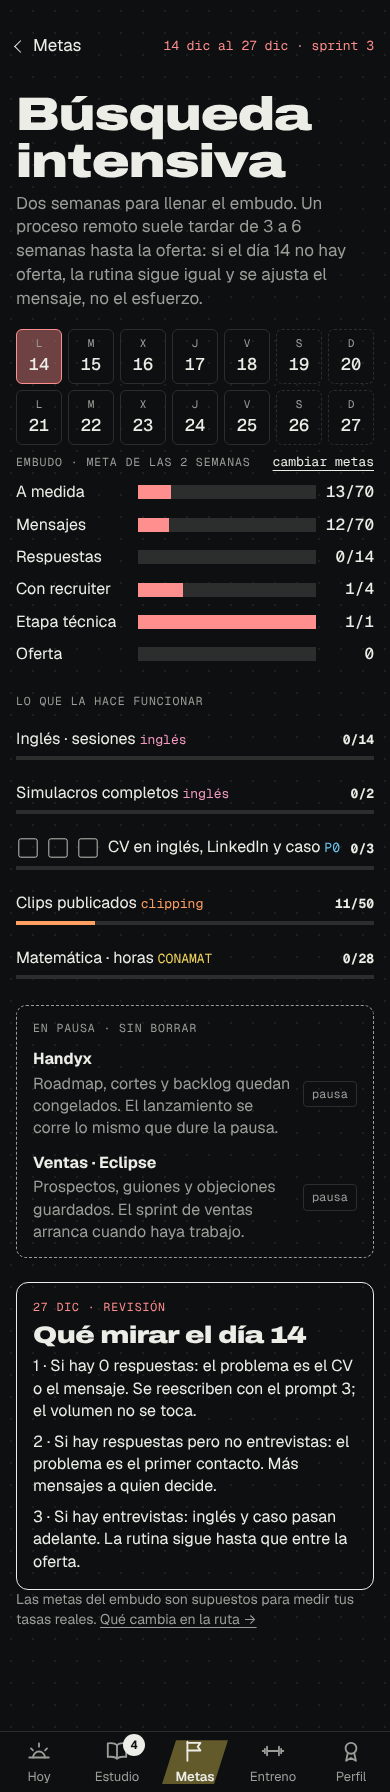 Metas
14 dic al 27 dic · sprint 3
Búsqueda
intensiva
Dos semanas para llenar el embudo. Un
proceso remoto suele tardar de 3 a 6
semanas hasta la oferta: si el día 14 no hay
oferta, la rutina sigue igual y se ajusta el
mensaje, no el esfuerzo.
L M X J V S D
14 15 16 17 18 19 20
L M X J V S D
21 22 23 24 25 26 27
EMBUDO · META DE LAS 2 SEMANAS cambiar metas
A medida 13/70
Mensajes 12/70
Respuestas 0/14
Con recruiter 1/4
Etapa técnica 1/1
Oferta 0
LO QUE LA HACE FUNCIONAR
Inglés · sesiones inglés 0/14
Simulacros completos inglés 0/2
CV en inglés, LinkedIn y caso P0 0/3
Clips publicados clipping 11/50
Matemática · horas CONAMAT 0/28
EN PAUSA · SIN BORRAR
Handyx
Roadmap, cortes y backlog quedan
congelados. El lanzamiento se
corre lo mismo que dure la pausa.
pausa
Ventas · Eclipse
Prospectos, guiones y objeciones
guardados. El sprint de ventas
arranca cuando haya trabajo.
pausa
27 DIC · REVISIÓN
Qué mirar el día 14
1 · Si hay 0 respuestas: el problema es el CV
o el mensaje. Se reescriben con el prompt 3;
el volumen no se toca.
2 · Si hay respuestas pero no entrevistas: el
problema es el primer contacto. Más
mensajes a quien decide.
3 · Si hay entrevistas: inglés y caso pasan
adelante. La rutina sigue hasta que entre la
oferta.
Las metas del embudo son supuestos para medir tus
tasas reales. Qué cambia en la ruta →
4
Hoy Estudio Metas Entreno Perfil